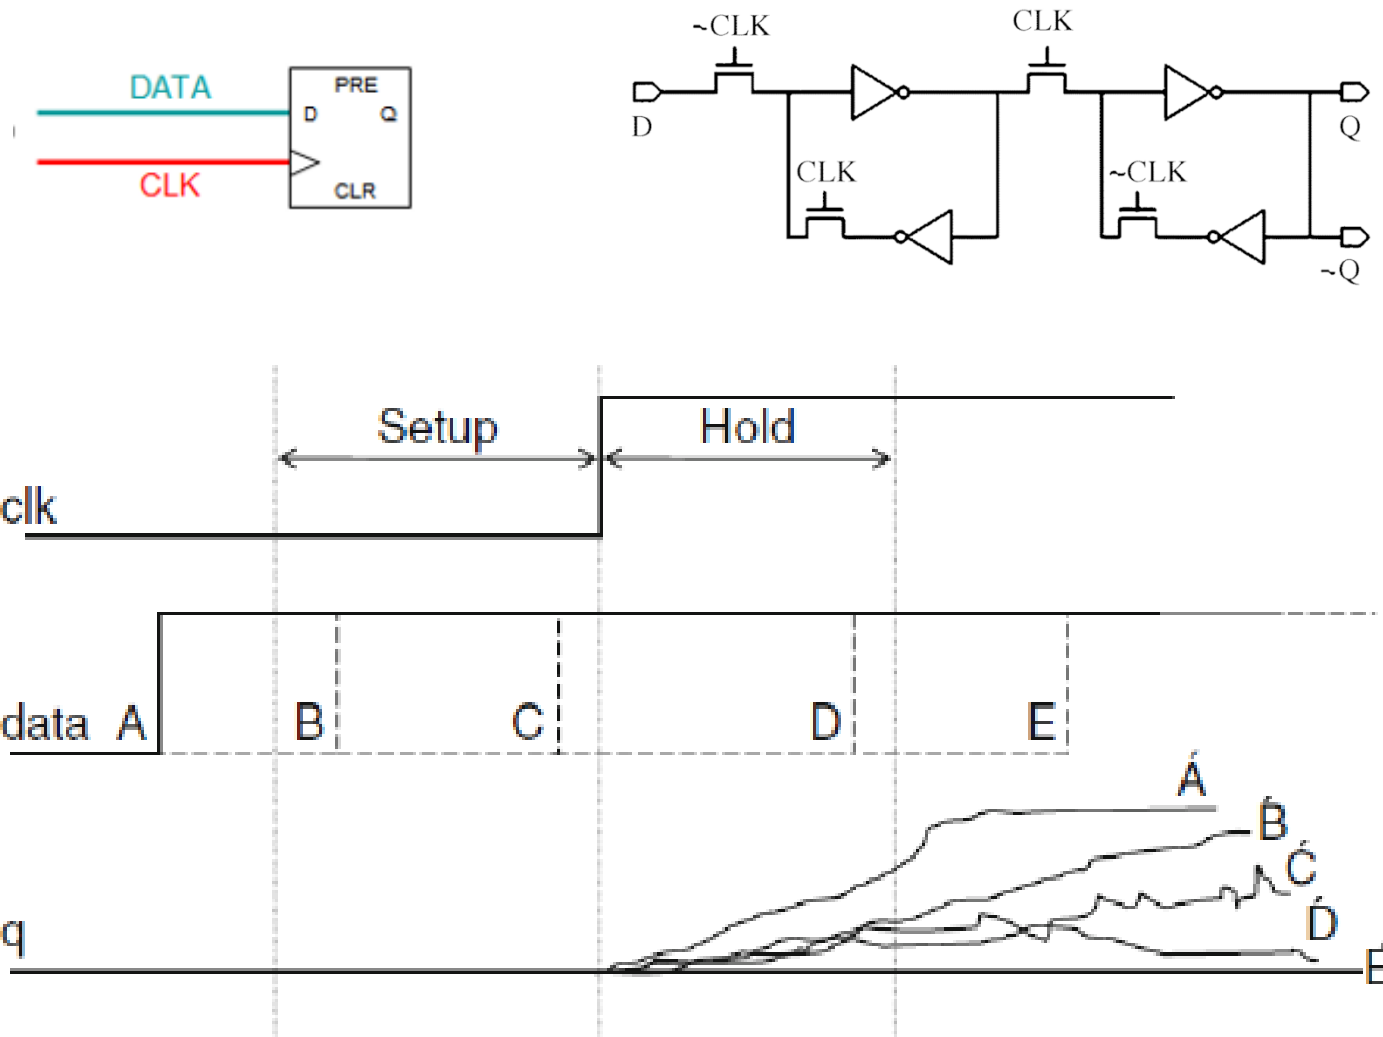 DATA
CLK
PRE
D Q
CLR
~CLK CLK
D Q
CLK ~CLK
~Q
Setup Hold
clk
data A B C D E
Á
B́
Ć
D́
É
q